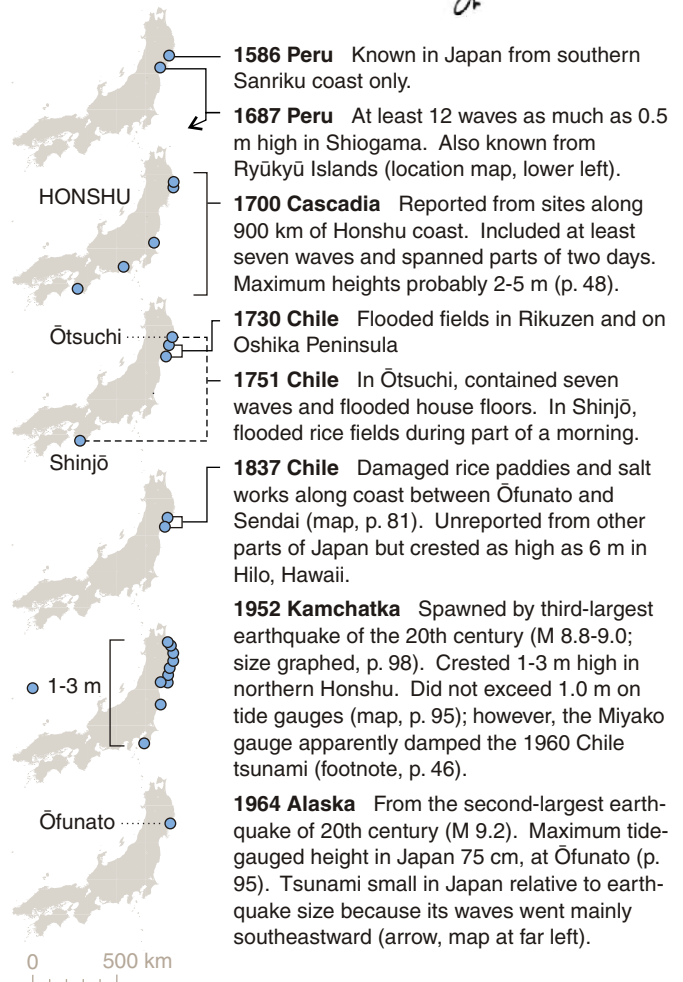 1586 Peru Known in Japan from southern
Sanriku coast only.
1687 Peru At least 12 waves as much as 0.5
m high in Shiogama. Also known from
Ryūkyū Islands (location map, lower left).
HONSHU
1700 Cascadia Reported from sites along
900 km of Honshu coast. Included at least
seven waves and spanned parts of two days.
Maximum heights probably 2-5 m (p. 48).
Ōtsuchi
1730 Chile Flooded fields in Rikuzen and on
Oshika Peninsula
1751 Chile In Ōtsuchi, contained seven
waves and flooded house floors. In Shinjō,
flooded rice fields during part of a morning.
Shinjō
1837 Chile Damaged rice paddies and salt
works along coast between Ōfunato and
Sendai (map, p. 81). Unreported from other
parts of Japan but crested as high as 6 m in
Hilo, Hawaii.
1-3 m
1952 Kamchatka Spawned by third-largest
earthquake of the 20th century (M 8.8-9.0;
size graphed, p. 98). Crested 1-3 m high in
northern Honshu. Did not exceed 1.0 m on
tide gauges (map, p. 95); however, the Miyako
gauge apparently damped the 1960 Chile
tsunami (footnote, p. 46).
Ōfunato
1964 Alaska From the second-largest earth-
quake of 20th century (M 9.2). Maximum tide-
gauged height in Japan 75 cm, at Ōfunato (p.
95). Tsunami small in Japan relative to earth-
quake size because its waves went mainly
southeastward (arrow, map at far left).
0 500 km